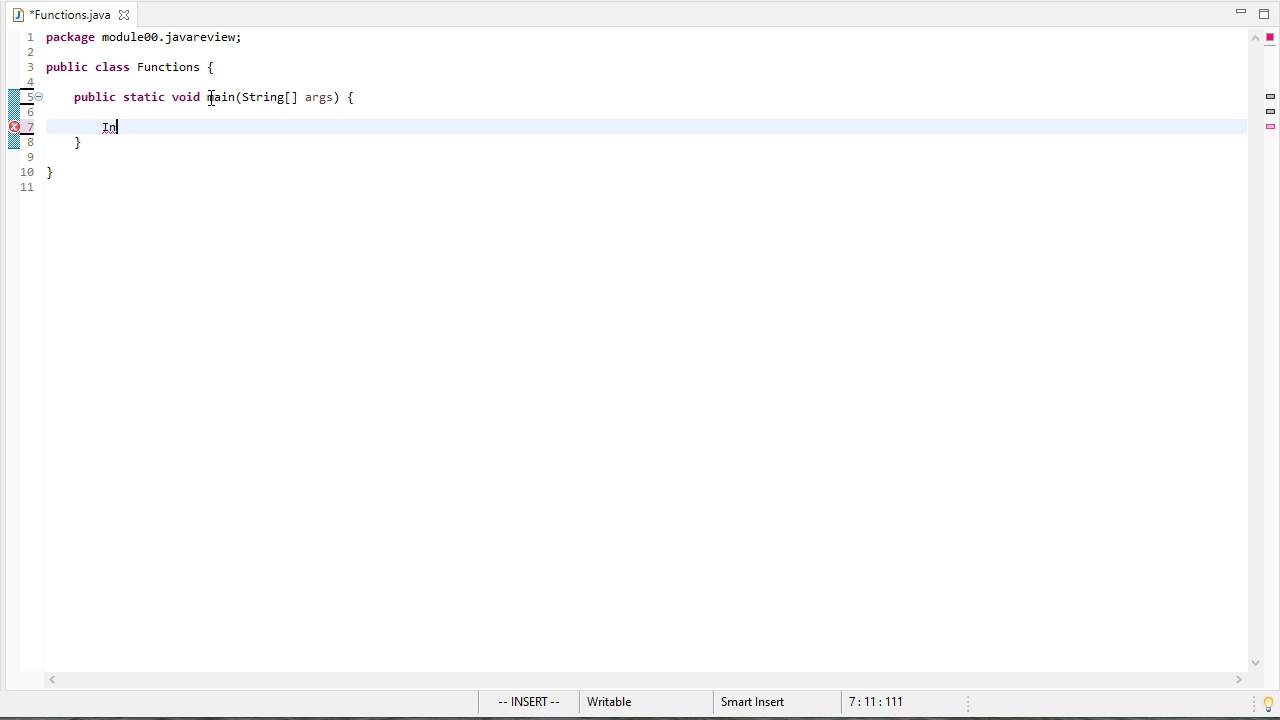 *Functions.java
1 package module00.javareview;
2
3 public class Functions {
4
5 public static void main(String[] args) {
6
7 In
8 }
9
10 }
11
-- INSERT -- Writable Smart Insert 7 : 11 : 111